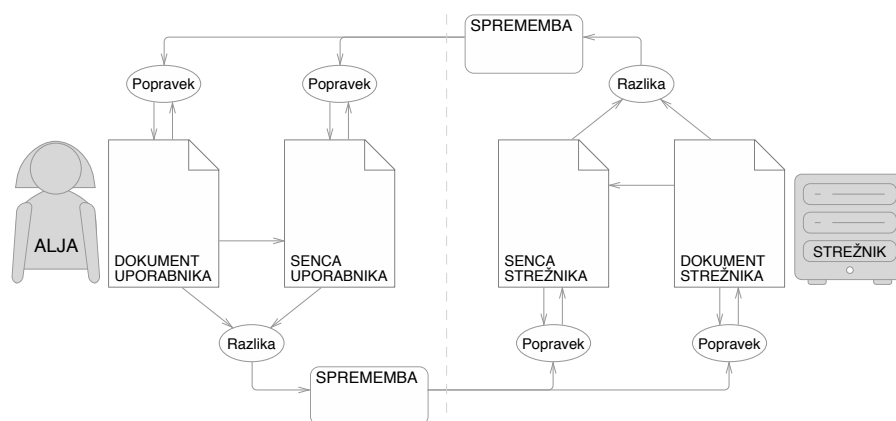 SPREMEMBA
Popravek
Popravek
Razlika
ALJA
DOKUMENT
UPORABNIKA
SENCA
UPORABNIKA
SENCA
STREŽNIKA
DOKUMENT
STREŽNIKA
STREŽNIK
Razlika
Popravek
Popravek
SPREMEMBA